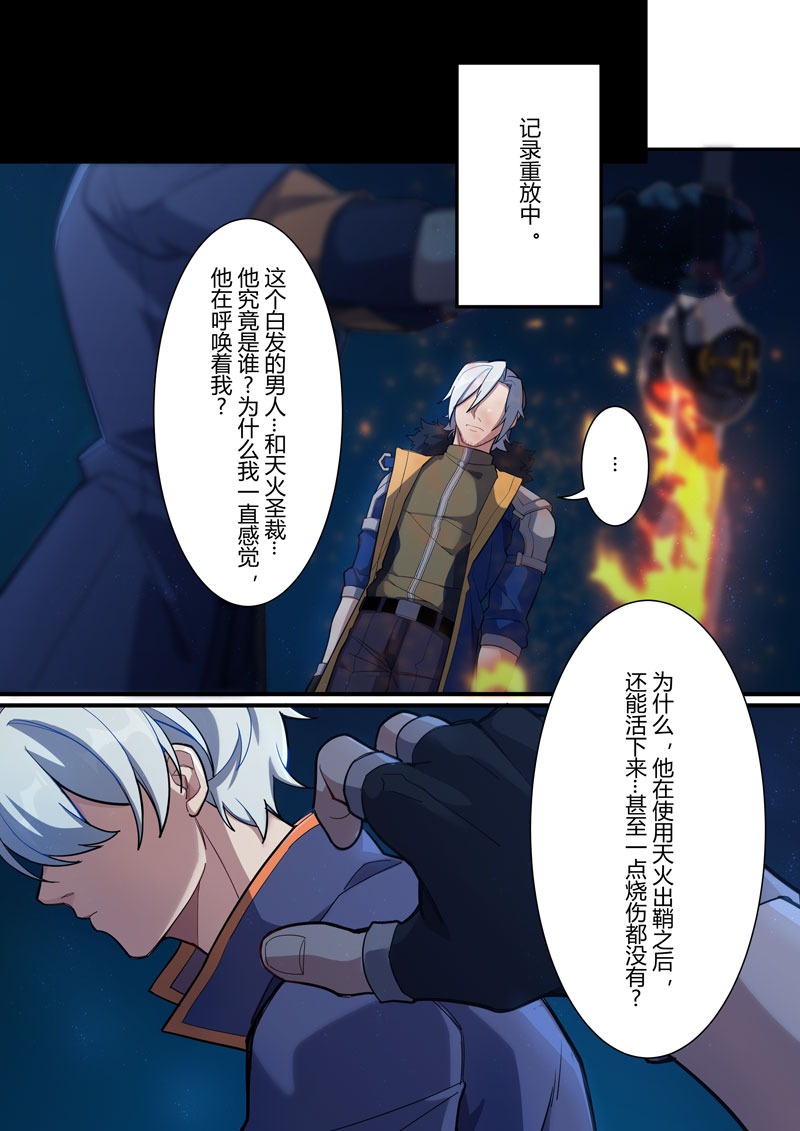 记录重放中。
这个白发的男人…和天火圣裁…
他究竟是谁？为什么我一直感觉，
他在呼唤着我？
…
为什么，他在使用天火出鞘之后，
还能活下来…甚至一点烧伤都没有？